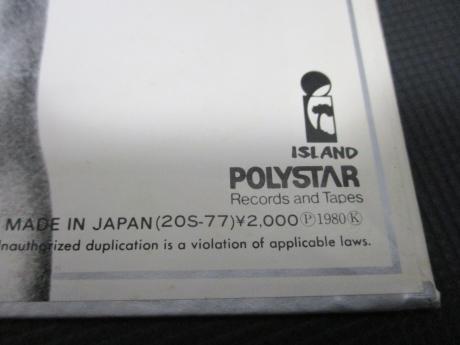 ISLAND
POLYSTAR
Records and Tapes
MADE IN JAPAN(20S-77)¥2,000 Ⓟ1980Ⓚ
nauthorized duplication is a violation of applicable laws.